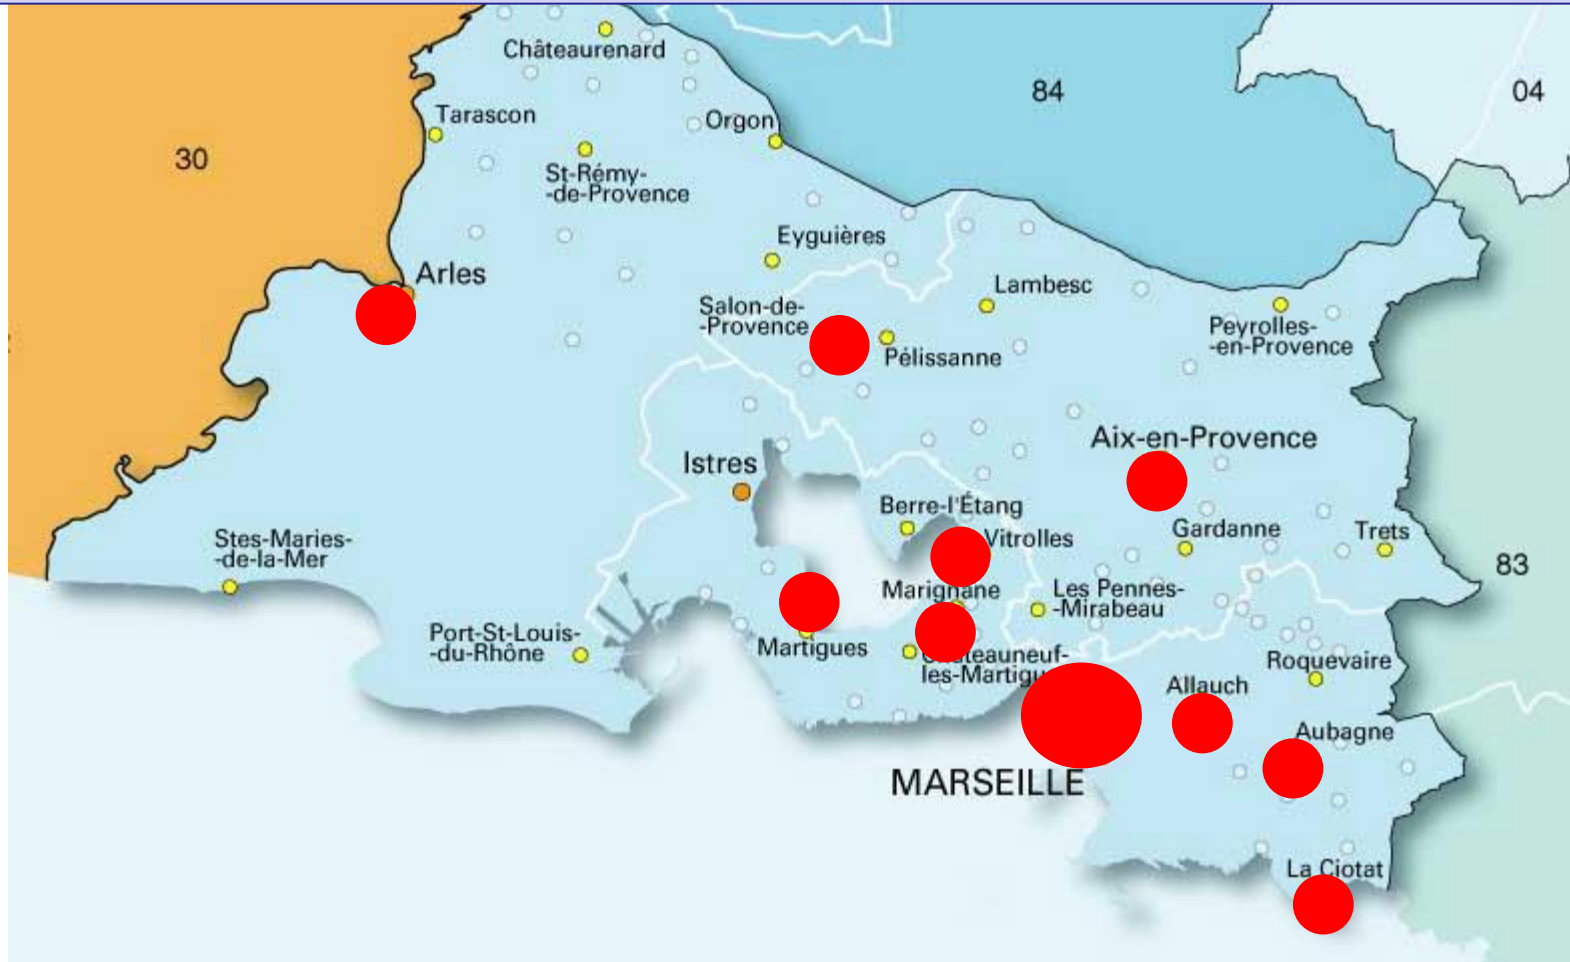 Châteaurenard
84
04
Tarascon
Orgon
30
St-Rémy-
-de-Provence
Eyguières
Arles
Lambesc
Salon-de-
-Provence
Peyrolles-
-en-Provence
Pélissanne
Aix-en-Provence
Istres
Berre-l'Étang
Gardanne
Trets
Stes-Maries-
-de-la-Mer
Vitrolles
83
Marignane
Les Pennes-
-Mirabeau
Port-St-Louis-
-du-Rhône
Martigues
Roquevaire
Allauch
Aubagne
MARSEILLE
La Ciotat